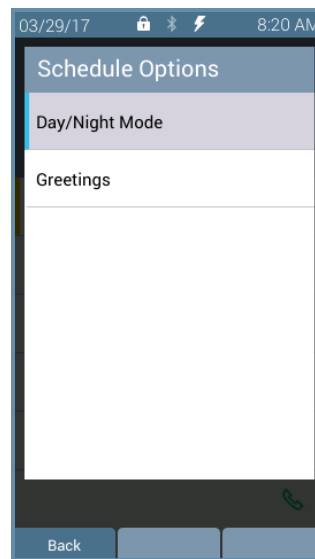 03/29/17 8:20 AM
Schedule Options
Day/Night Mode
Greetings
Back